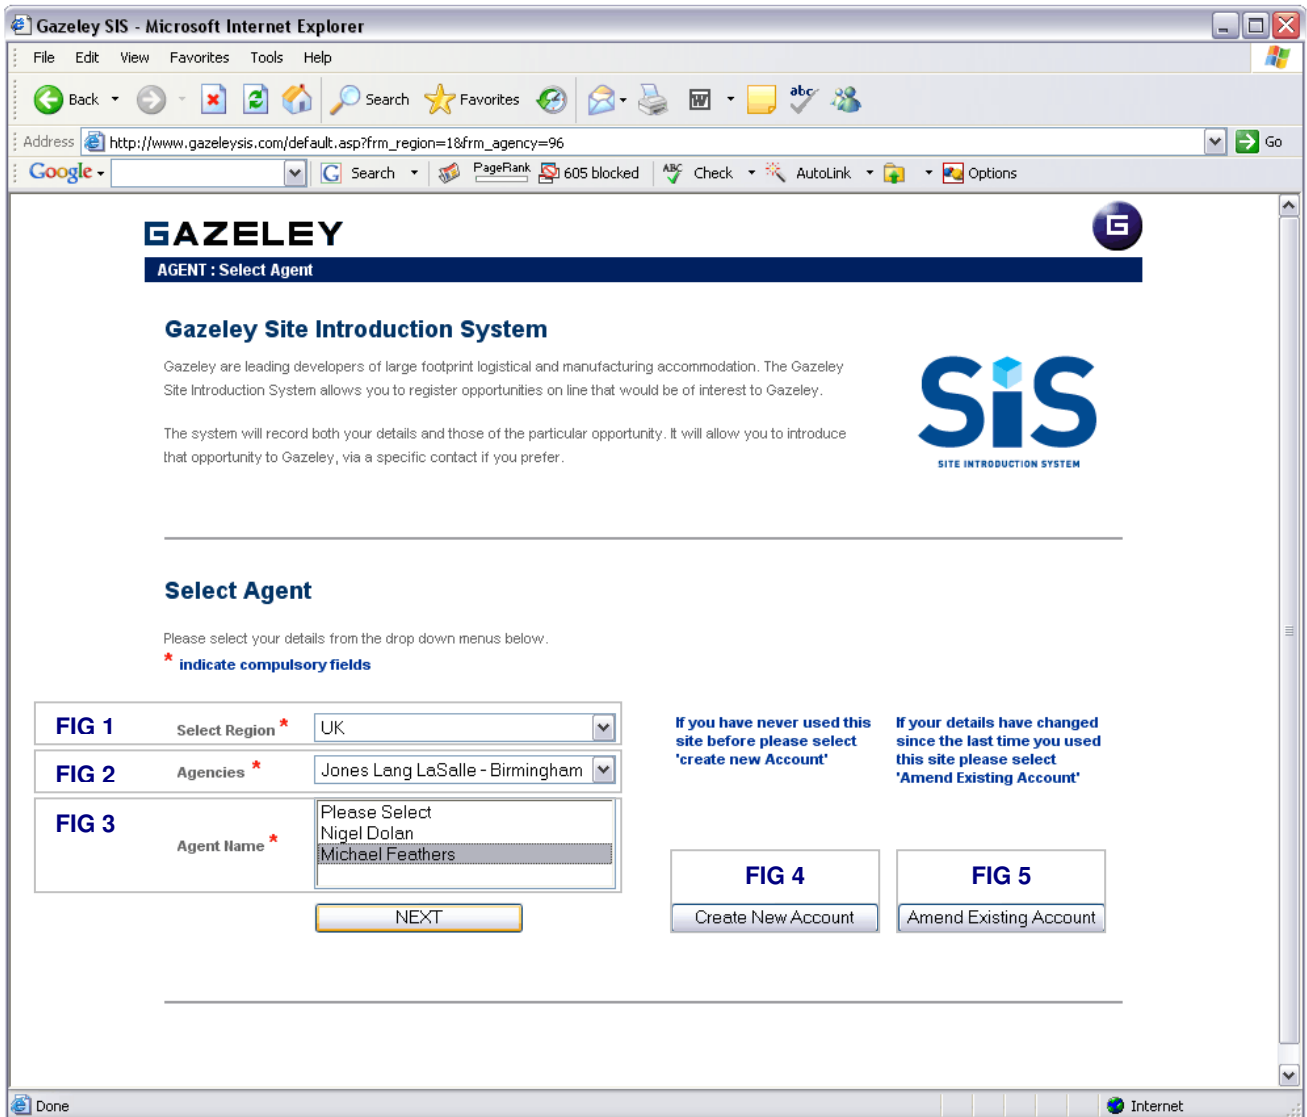 Gazeley SIS - Microsoft Internet Explorer
File Edit View Favorites Tools Help
Back Search Favorites W abc
Address http://www.gazeleysis.com/default.asp?frm_region=1&frm_agency=96 Go
Google G Search PageRank 605 blocked ABC Check AutoLink Options
GAZELEY G
AGENT : Select Agent
Gazeley Site Introduction System
Gazeley are leading developers of large footprint logistical and manufacturing accommodation. The Gazeley
Site Introduction System allows you to register opportunities on line that would be of interest to Gazeley.
The system will record both your details and those of the particular opportunity. It will allow you to introduce
that opportunity to Gazeley, via a specific contact if you prefer.
SiS
SITE INTRODUCTION SYSTEM
Select Agent
Please select your details from the drop down menus below.
* indicate compulsory fields
FIG 1 Select Region * UK
FIG 2 Agencies * Jones Lang LaSalle - Birmingham
FIG 3 Agent Name *
Please Select
Nigel Dolan
Michael Feathers
NEXT
If you have never used this
site before please select
'create new Account'
FIG 4
Create New Account
If your details have changed
since the last time you used
this site please select
'Amend Existing Account'
FIG 5
Amend Existing Account
Done Internet